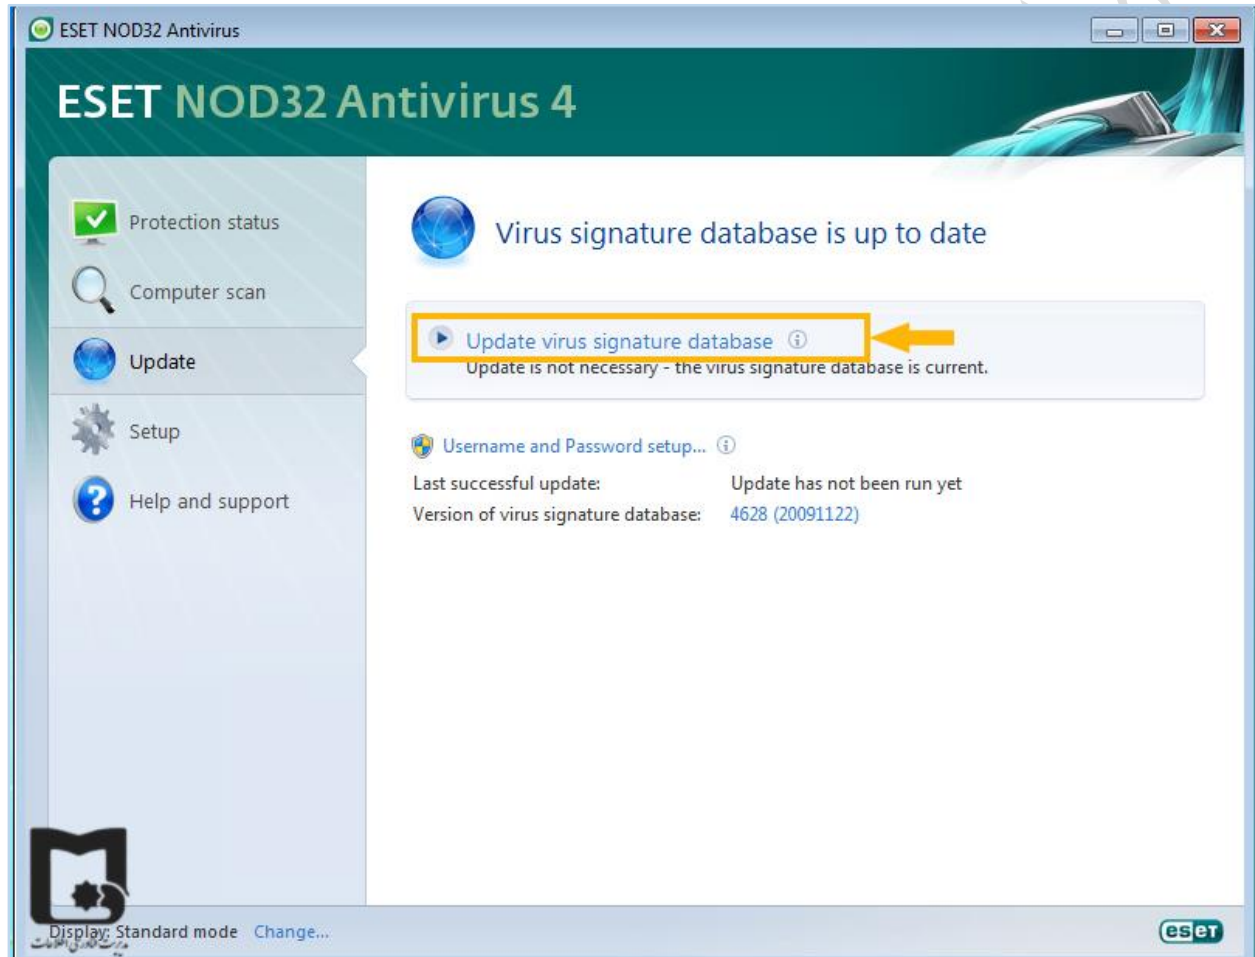 ESET NOD32 Antivirus
ESET NOD32 Antivirus 4
Protection status
Computer scan
Update
Setup
Help and support
Virus signature database is up to date
Update virus signature database
Update is not necessary - the virus signature database is current.
Username and Password setup...
Last successful update: Update has not been run yet
Version of virus signature database: 4628 (20091122)
Display: Standard mode Change...
مدیریت فناوری اطلاعات
eseT